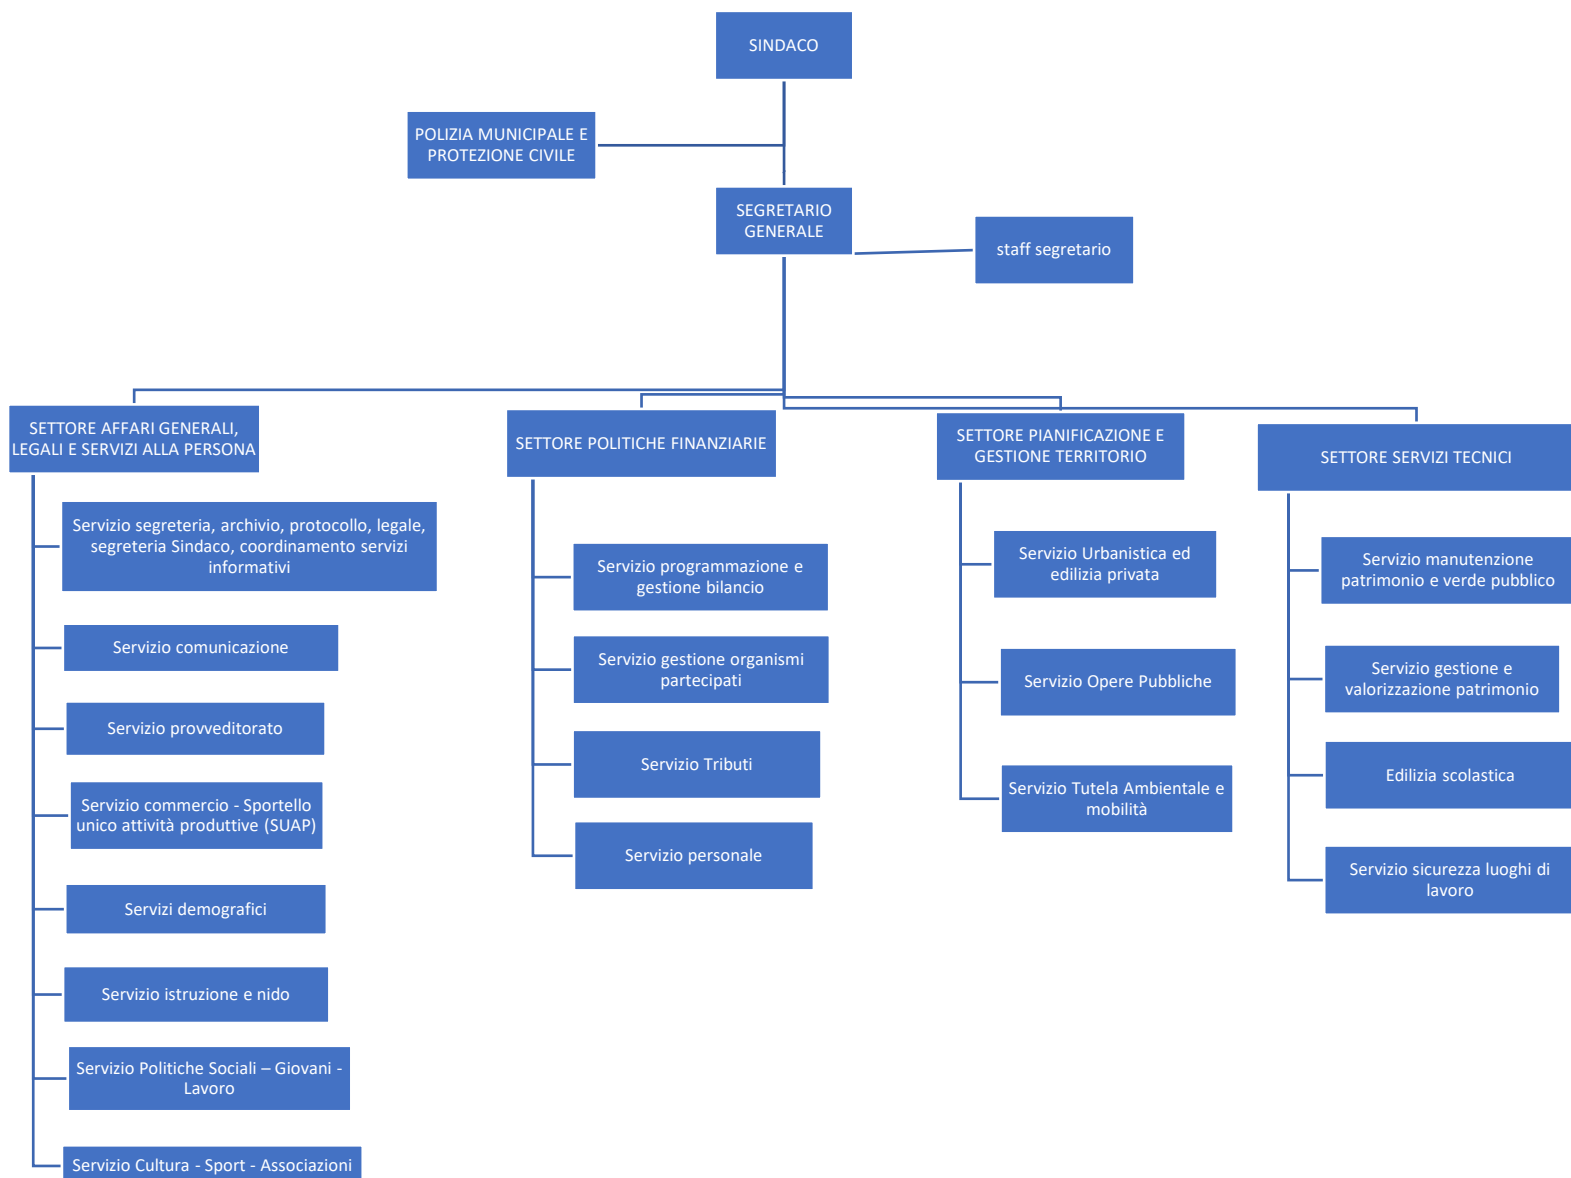 SINDACO
POLIZIA MUNICIPALE E
PROTEZIONE CIVILE
SEGRETARIO
GENERALE
staff segretario
SETTORE AFFARI GENERALI,
LEGALI E SERVIZI ALLA PERSONA
Servizio segreteria, archivio, protocollo, legale,
segreteria Sindaco, coordinamento servizi
informativi
Servizio comunicazione
Servizio provveditorato
Servizio commercio - Sportello
unico attività produttive (SUAP)
Servizi demografici
Servizio istruzione e nido
Servizio Politiche Sociali – Giovani -
Lavoro
Servizio Cultura - Sport - Associazioni
SETTORE POLITICHE FINANZIARIE
Servizio programmazione e
gestione bilancio
Servizio gestione organismi
partecipati
Servizio Tributi
Servizio personale
SETTORE PIANIFICAZIONE E
GESTIONE TERRITORIO
Servizio Urbanistica ed
edilizia privata
Servizio Opere Pubbliche
Servizio Tutela Ambientale e
mobilità
SETTORE SERVIZI TECNICI
Servizio manutenzione
patrimonio e verde pubblico
Servizio gestione e
valorizzazione patrimonio
Edilizia scolastica
Servizio sicurezza luoghi di
lavoro